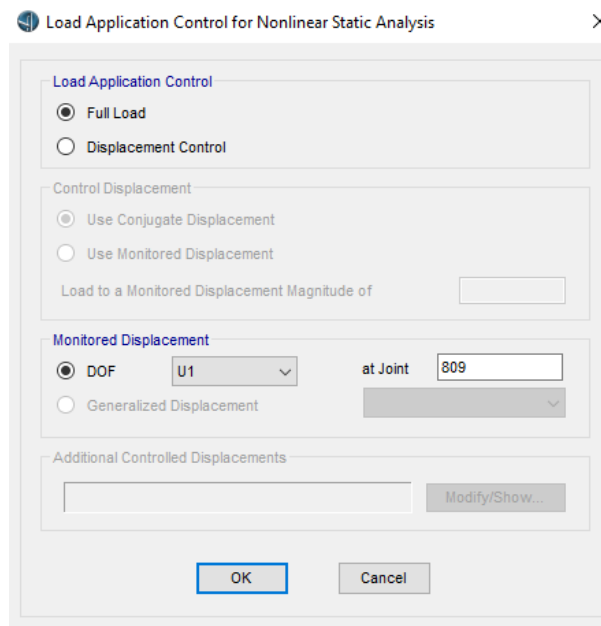 Load Application Control for Nonlinear Static Analysis
Load Application Control
Full Load
Displacement Control
Control Displacement
Use Conjugate Displacement
Use Monitored Displacement
Load to a Monitored Displacement Magnitude of
Monitored Displacement
DOF U1 at Joint 809
Generalized Displacement
Additional Controlled Displacements
Modify/Show...
OK Cancel